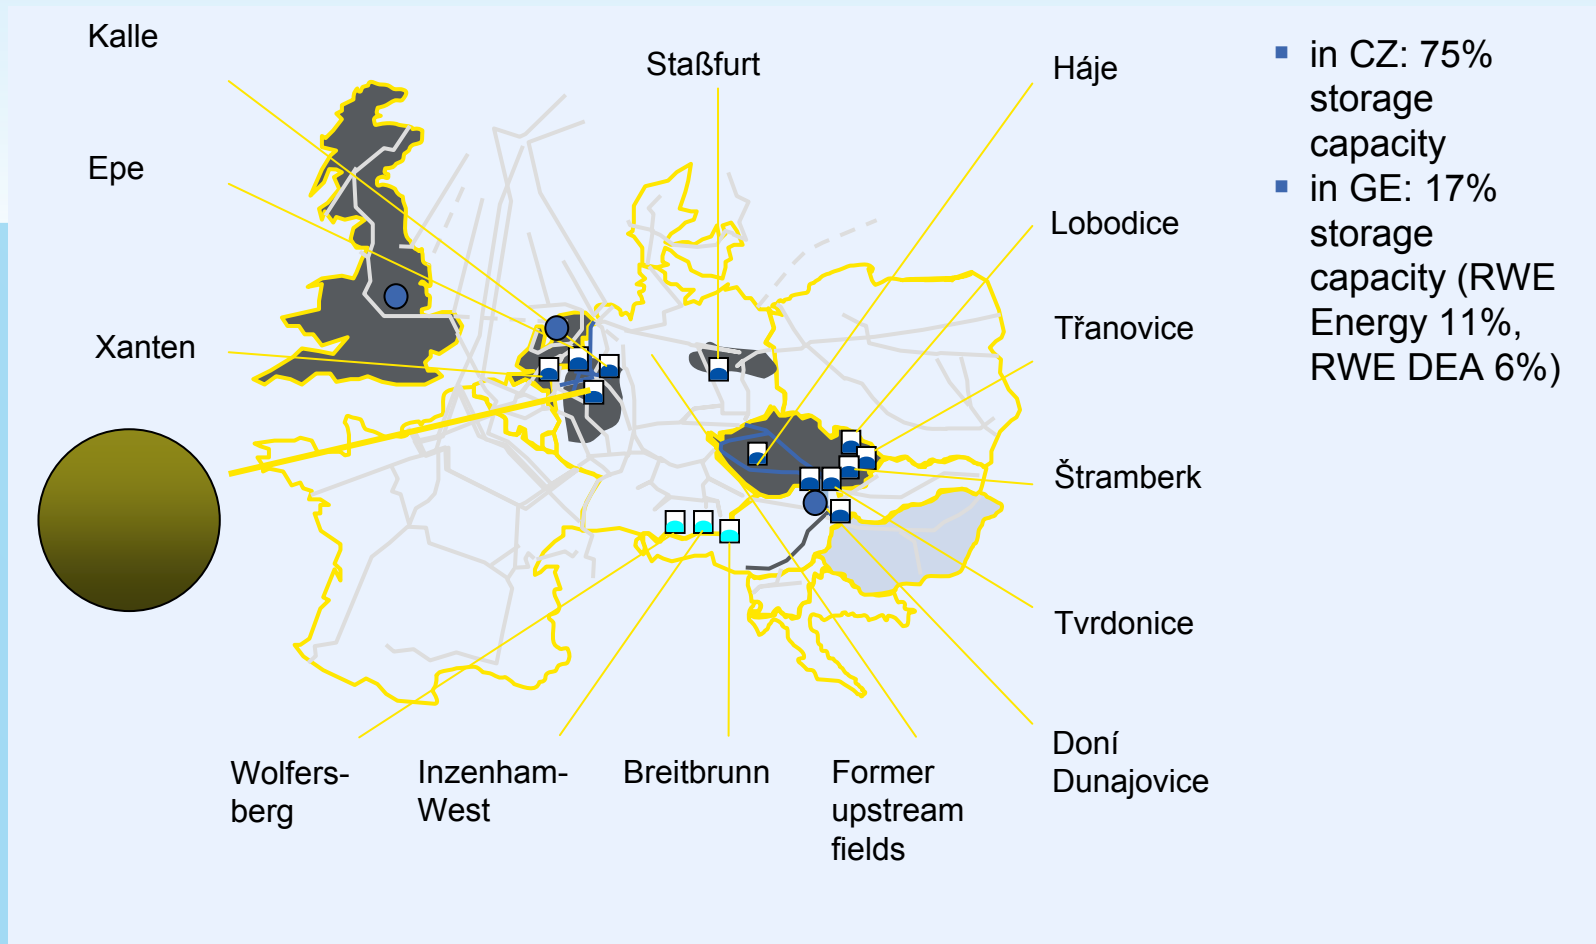 Kalle
Staßfurt
Háje
Epe
Lobodice
Xanten
Třanovice
Štramberk
Tvrdonice
Doní
Dunajovice
Wolfers-
berg
Inzenham-
West
Breitbrunn
Former
upstream
fields
in CZ: 75%
storage
capacity
in GE: 17%
storage
capacity (RWE
Energy 11%,
RWE DEA 6%)